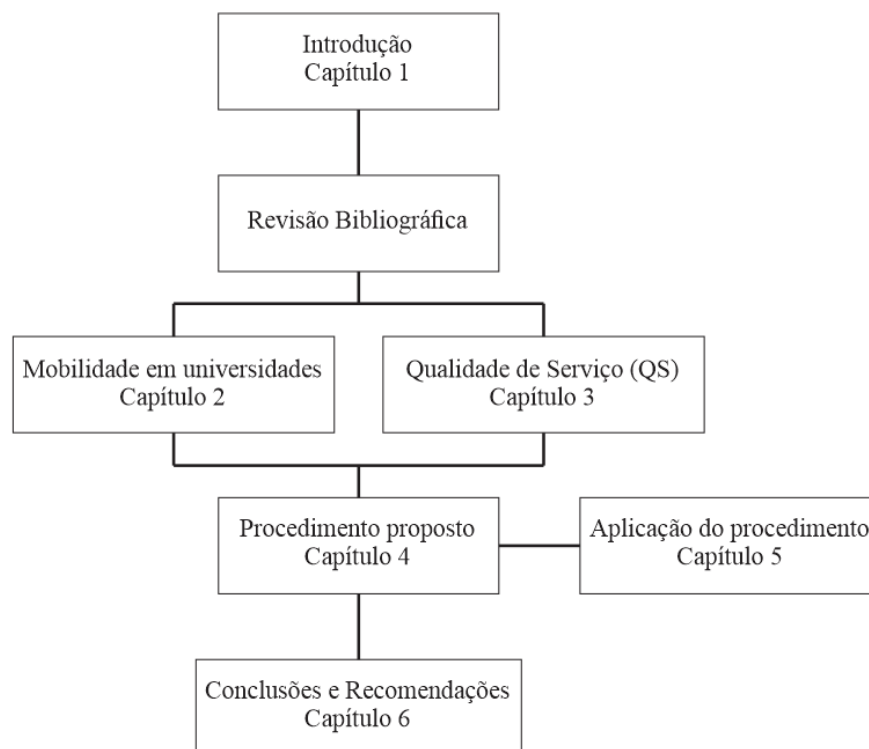 Introdução
Capítulo 1
Revisão Bibliográfica
Mobilidade em universidades
Capítulo 2
Qualidade de Serviço (QS)
Capítulo 3
Procedimento proposto
Capítulo 4
Aplicação do procedimento
Capítulo 5
Conclusões e Recomendações
Capítulo 6